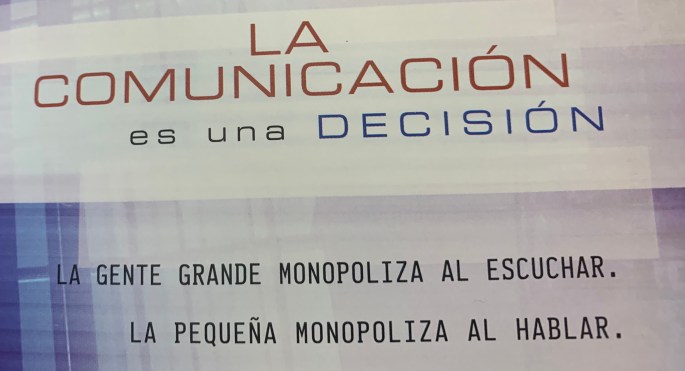 LA
COMUNICACIÓN
es una DECISIÓN
LA GENTE GRANDE MONOPOLIZA AL ESCUCHAR.
LA PEQUEÑA MONOPOLIZA AL HABLAR.